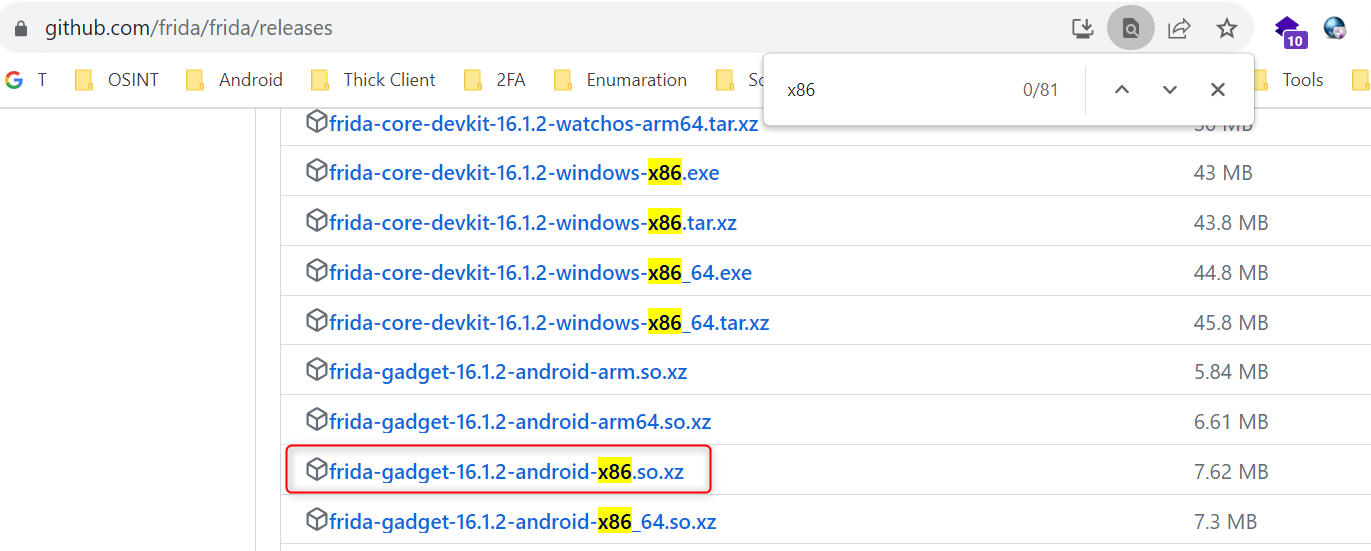 github.com/frida/frida/releases
10
T OSINT Android Thick Client 2FA Enumaration Sc Tools
x86 0/81
frida-core-devkit-16.1.2-watchos-arm64.tar.xz
frida-core-devkit-16.1.2-windows-x86.exe 43 MB
frida-core-devkit-16.1.2-windows-x86.tar.xz 43.8 MB
frida-core-devkit-16.1.2-windows-x86_64.exe 44.8 MB
frida-core-devkit-16.1.2-windows-x86_64.tar.xz 45.8 MB
frida-gadget-16.1.2-android-arm.so.xz 5.84 MB
frida-gadget-16.1.2-android-arm64.so.xz 6.61 MB
frida-gadget-16.1.2-android-x86.so.xz 7.62 MB
frida-gadget-16.1.2-android-x86_64.so.xz 7.3 MB